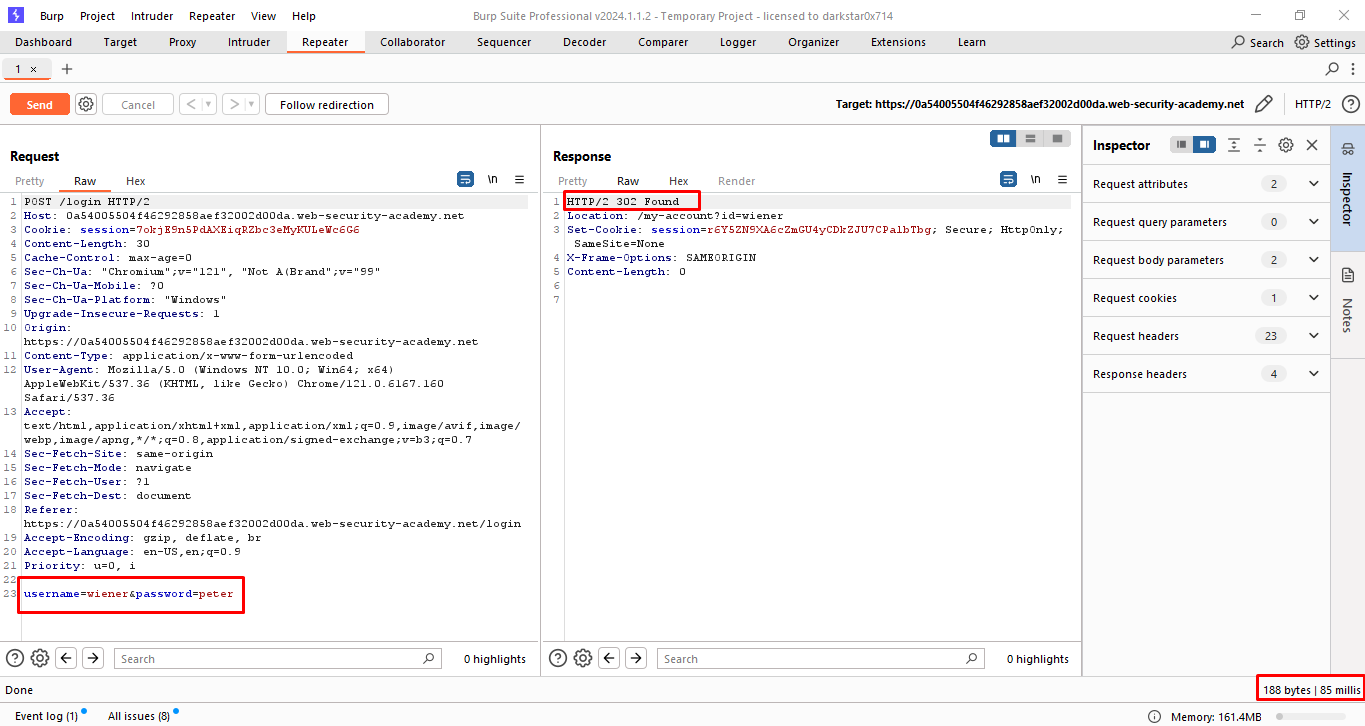 Burp Project Intruder Repeater View Help Burp Suite Professional v2024.1.1.2 - Temporary Project - licensed to darkstar0x714
Dashboard Target Proxy Intruder Repeater Collaborator Sequencer Decoder Comparer Logger Organizer Extensions Learn Search Settings
1 × +
Send Cancel < > Follow redirection Target: https://0a54005504f46292858aef32002d00da.web-security-academy.net HTTP/2 ?
Request
Pretty Raw Hex \n
1 POST /login HTTP/2
2 Host: 0a54005504f46292858aef32002d00da.web-security-academy.net
3 Cookie: session=7okjE9n5PdAXEiqRZbc3eMyKULeWc6G6
4 Content-Length: 30
5 Cache-Control: max-age=0
6 Sec-Ch-Ua: "Chromium";v="121", "Not A(Brand";v="99"
7 Sec-Ch-Ua-Mobile: ?0
8 Sec-Ch-Ua-Platform: "Windows"
9 Upgrade-Insecure-Requests: 1
10 Origin:
https://0a54005504f46292858aef32002d00da.web-security-academy.net
11 Content-Type: application/x-www-form-urlencoded
12 User-Agent: Mozilla/5.0 (Windows NT 10.0; Win64; x64)
AppleWebKit/537.36 (KHTML, like Gecko) Chrome/121.0.6167.160
Safari/537.36
13 Accept:
text/html,application/xhtml+xml,application/xml;q=0.9,image/avif,image/
webp,image/apng,*/*;q=0.8,application/signed-exchange;v=b3;q=0.7
14 Sec-Fetch-Site: same-origin
15 Sec-Fetch-Mode: navigate
16 Sec-Fetch-User: ?1
17 Sec-Fetch-Dest: document
18 Referer:
https://0a54005504f46292858aef32002d00da.web-security-academy.net/login
19 Accept-Encoding: gzip, deflate, br
20 Accept-Language: en-US,en;q=0.9
21 Priority: u=0, i
22
23 username=wiener&password=peter
? Search 0 highlights
Response
Pretty Raw Hex Render \n
1 HTTP/2 302 Found
2 Location: /my-account?id=wiener
3 Set-Cookie: session=r6Y5ZN9XA6cZmGU4yCDkZJU7CPalbTbg; Secure; HttpOnly;
SameSite=None
4 X-Frame-Options: SAMEORIGIN
5 Content-Length: 0
6
7
? Search 0 highlights
Inspector
Request attributes 2
Request query parameters 0
Request body parameters 2
Request cookies 1
Request headers 23
Response headers 4
Inspector
Notes
Done 188 bytes | 85 millis
Event log (1) All issues (8) Memory: 161.4MB